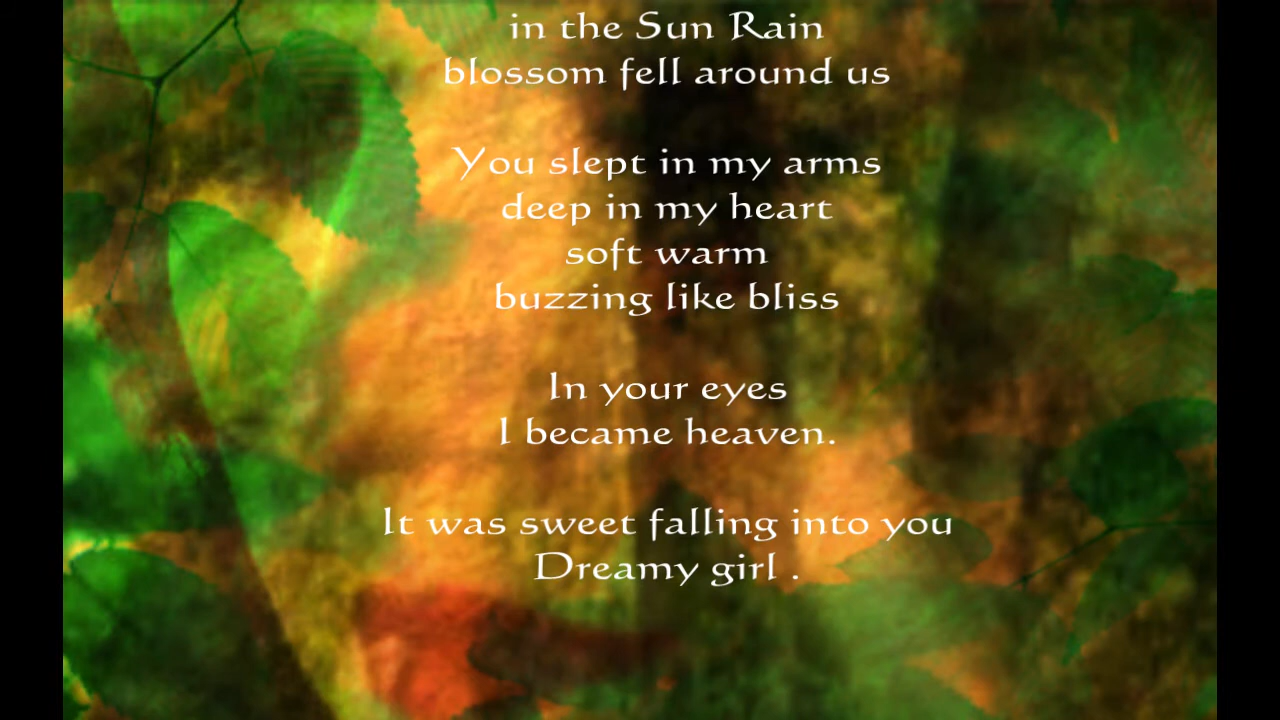 in the Sun Rain
blossom fell around us
You slept in my arms
deep in my heart
soft warm
buzzing like bliss
In your eyes
I became heaven.
It was sweet falling into you
Dreamy girl .